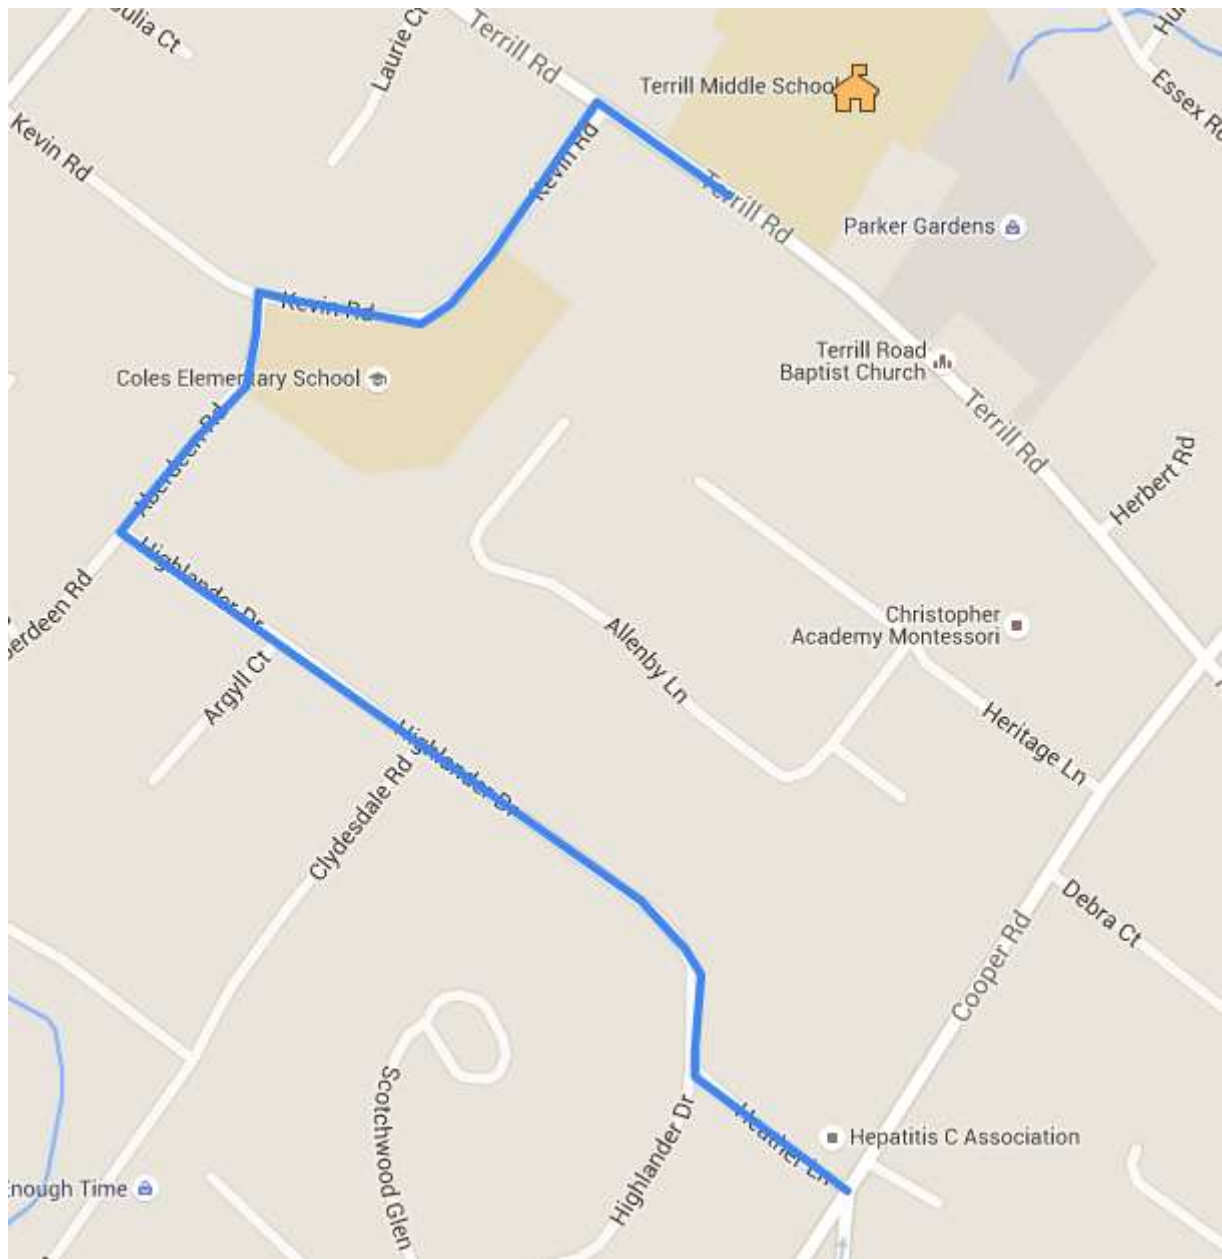 Julia Ct
Laurie Ct
Terrill Rd
Terrill Middle School
Essex Rd
Kevin Rd
Kevin Rd
Terrill Rd
Parker Gardens
Kevin Rd
Terrill Road
Baptist Church
Coles Elementary School
Terrill Rd
Aberdeen Rd
Herbert Rd
Highlander Dr
berdeen Rd
Christopher
Academy Montessori
Allenby Ln
Argyll Ct
Heritage Ln
Highlander Dr
Clydesdale Rd
Debra Ct
Cooper Rd
Scotchwood Glen
Highlander Dr
Heather Ln
Hepatitis C Association
Enough Time